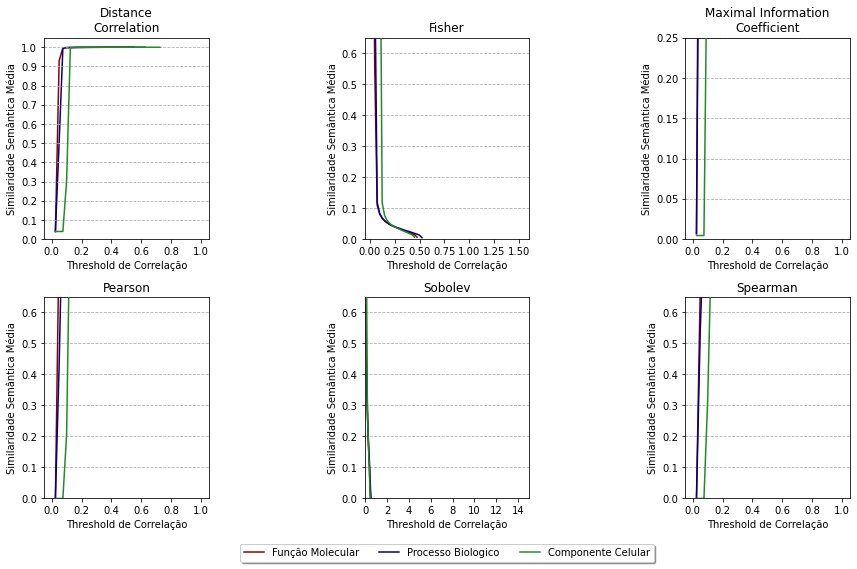 Distance
Correlation
Similaridade Semântica Média
1.0
0.9
0.8
0.7
0.6
0.5
0.4
0.3
0.2
0.1
0.0
0.0 0.2 0.4 0.6 0.8 1.0
Threshold de Correlação
Fisher
Similaridade Semântica Média
0.6
0.5
0.4
0.3
0.2
0.1
0.0
0.00 0.25 0.50 0.75 1.00 1.25 1.50
Threshold de Correlação
Maximal Information
Coefficient
Similaridade Semântica Média
0.25
0.20
0.15
0.10
0.05
0.00
0.0 0.2 0.4 0.6 0.8 1.0
Threshold de Correlação
Pearson
Similaridade Semântica Média
0.6
0.5
0.4
0.3
0.2
0.1
0.0
0.0 0.2 0.4 0.6 0.8 1.0
Threshold de Correlação
Sobolev
Similaridade Semântica Média
0.6
0.5
0.4
0.3
0.2
0.1
0.0
0 2 4 6 8 10 12 14
Threshold de Correlação
Spearman
Similaridade Semântica Média
0.6
0.5
0.4
0.3
0.2
0.1
0.0
0.0 0.2 0.4 0.6 0.8 1.0
Threshold de Correlação
Função Molecular Processo Biologico Componente Celular